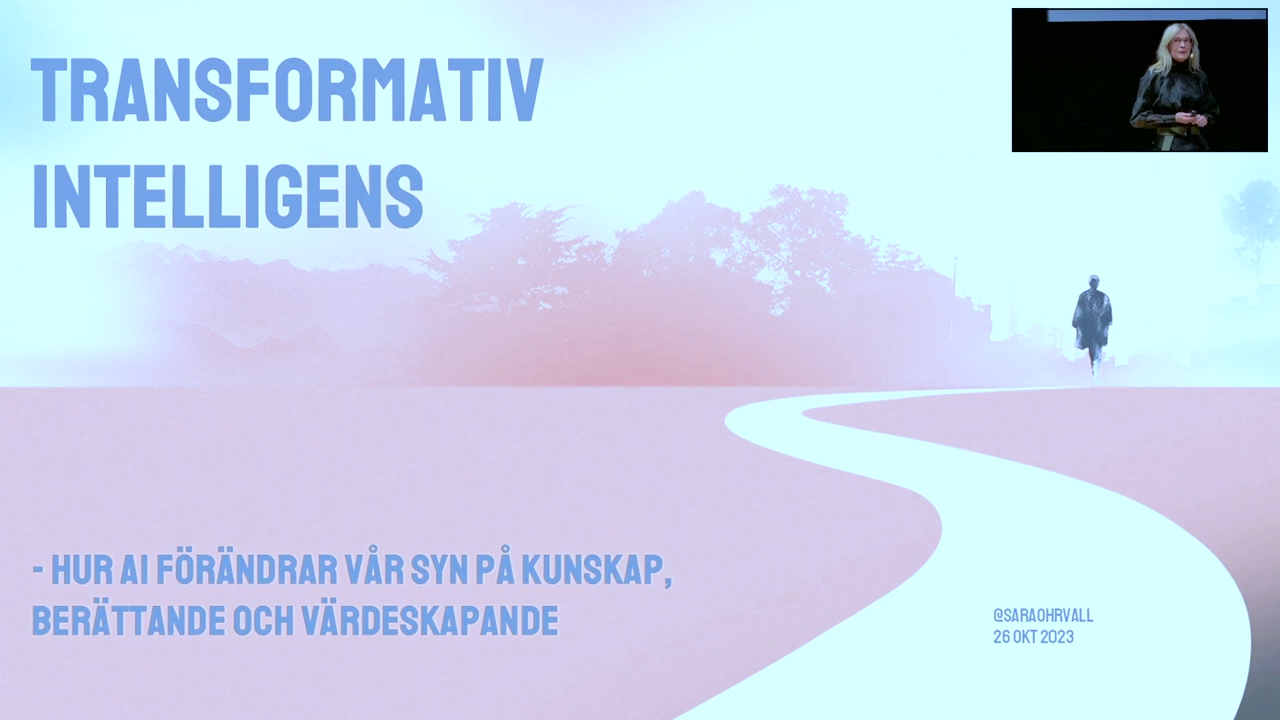 TRANSFORMATIV
INTELLIGENS
- HUR AI FÖRÄNDRAR VÅR SYN PÅ KUNSKAP,
BERÄTTANDE OCH VÄRDESKAPANDE
@SARAOHRVALL
26 OKT 2023